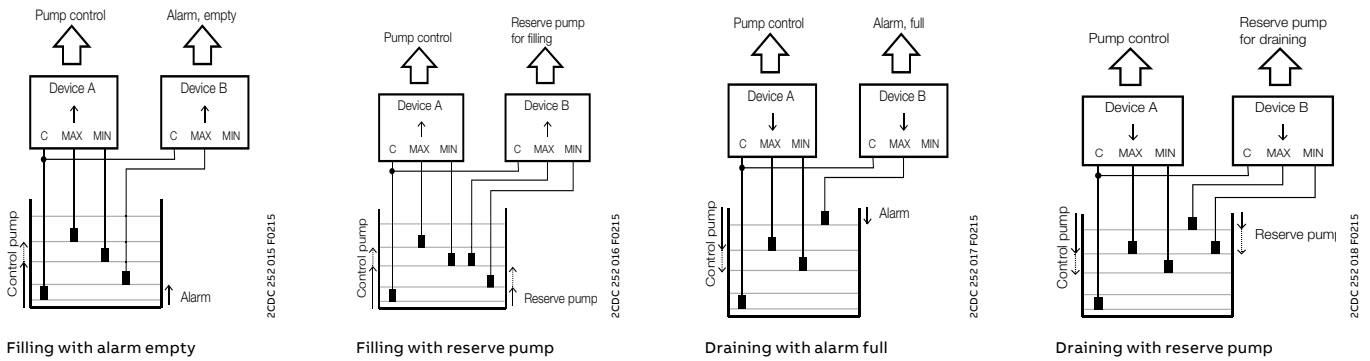 Pump control
Alarm, empty
Device A
Device B
C MAX MIN
C MAX MIN
Control pump
Alarm
2CDC 252 015 F0215
Filling with alarm empty
Pump control
Reserve pump
for filling
Device A
Device B
C MAX MIN
C MAX MIN
Control pump
Reserve pump
2CDC 252 016 F0215
Filling with reserve pump
Pump control
Alarm, full
Device A
Device B
C MAX MIN
C MAX MIN
Control pump
Alarm
2CDC 252 017 F0215
Draining with alarm full
Pump control
Reserve pump
for draining
Device A
Device B
C MAX MIN
C MAX MIN
Control pump
Reserve pump
2CDC 252 018 F0215
Draining with reserve pump